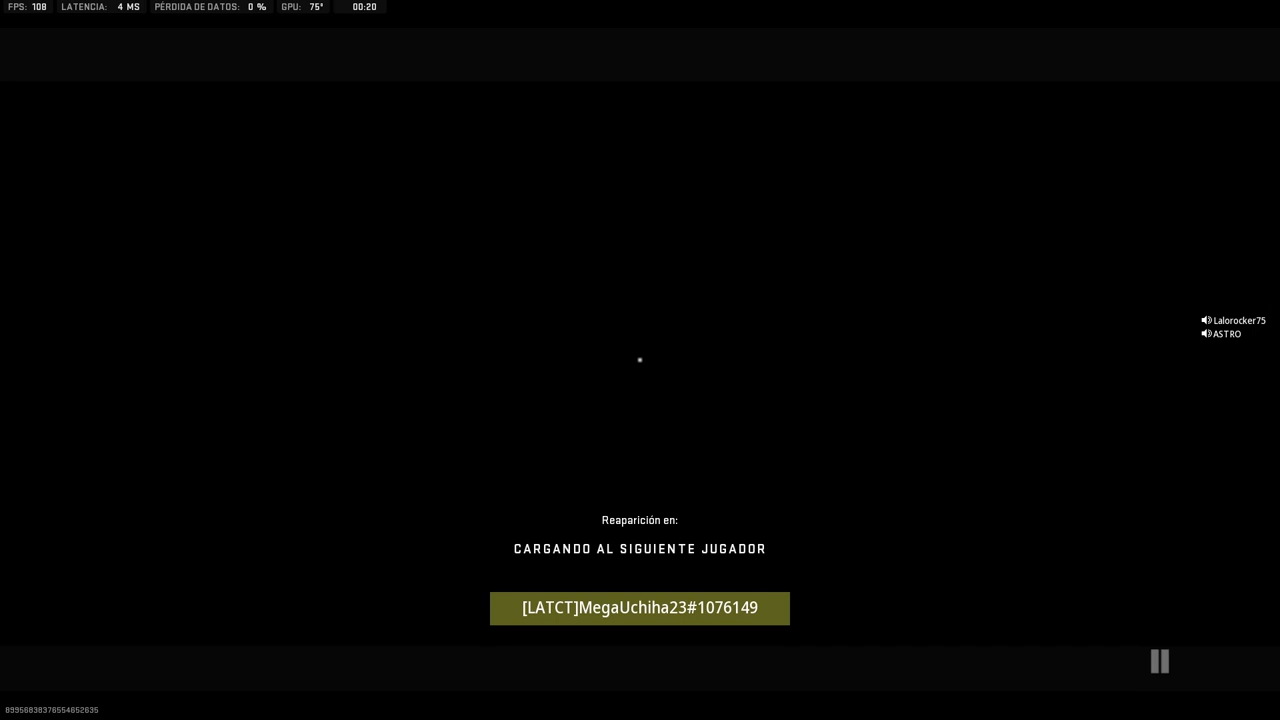 FPS: 108 LATENCIA: 4 MS PÉRDIDA DE DATOS: 0 % GPU: 75° 00:20
Lalorocker75
ASTRO
Reaparición en:
CARGANDO AL SIGUIENTE JUGADOR
[LATCT]MegaUchiha23#1076149
89956838376554652635